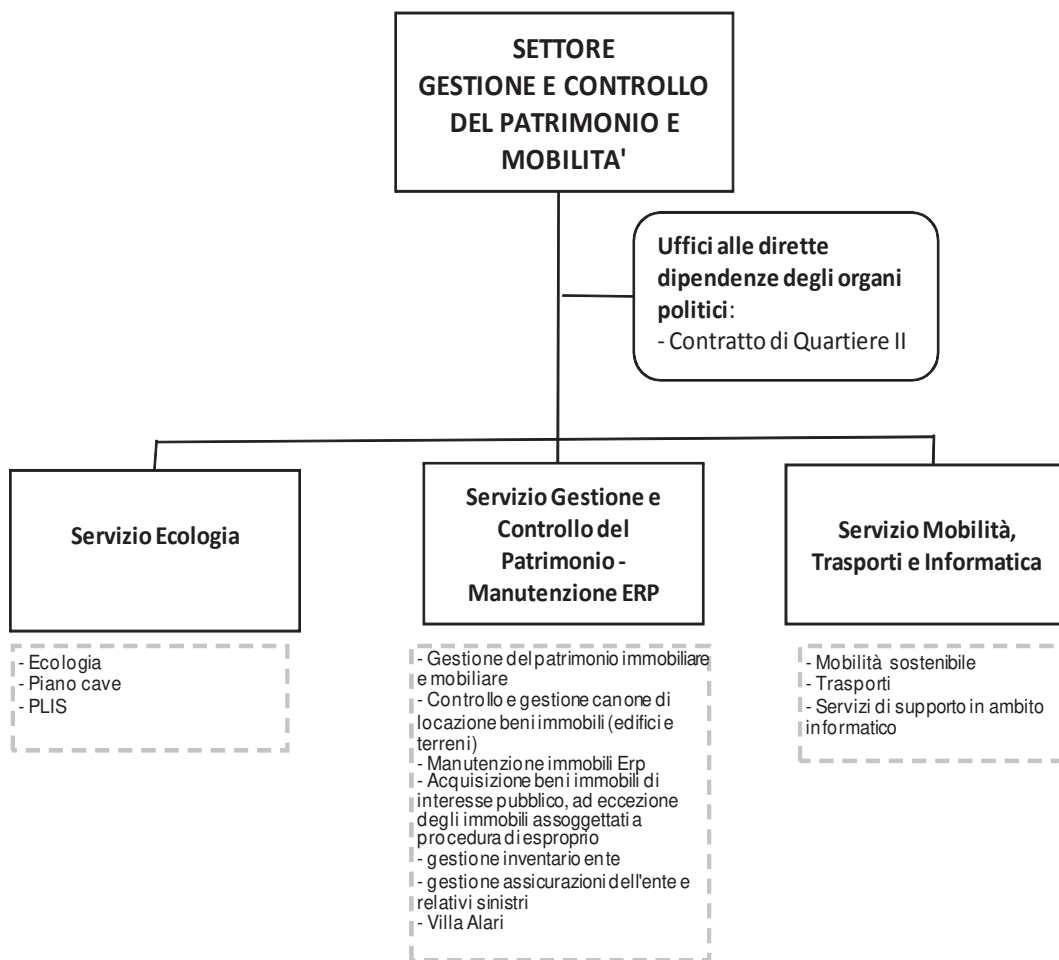 SETTORE
GESTIONE E CONTROLLO
DEL PATRIMONIO E
MOBILITA'
Uffici alle dirette
dipendenze degli organi
politici:
- Contratto di Quartiere II
Servizio Ecologia
Servizio Gestione e
Controllo del
Patrimonio -
Manutenzione ERP
Servizio Mobilità,
Trasporti e Informatica
- Ecologia
- Piano cave
- PLIS
- Gestione del patrimonio immobiliare
e mobiliare
- Controllo e gestione canone di
locazione beni immobili (edifici e
terreni)
- Manutenzione immobili Erp
- Acquisizione beni immobili di
interesse pubblico, ad eccezione
degli immobili assoggettati a
procedura di esproprio
- gestione inventario ente
- gestione assicurazioni dell'ente e
relativi sinistri
- Villa Alari
- Mobilità sostenibile
- Trasporti
- Servizi di supporto in ambito
informatico